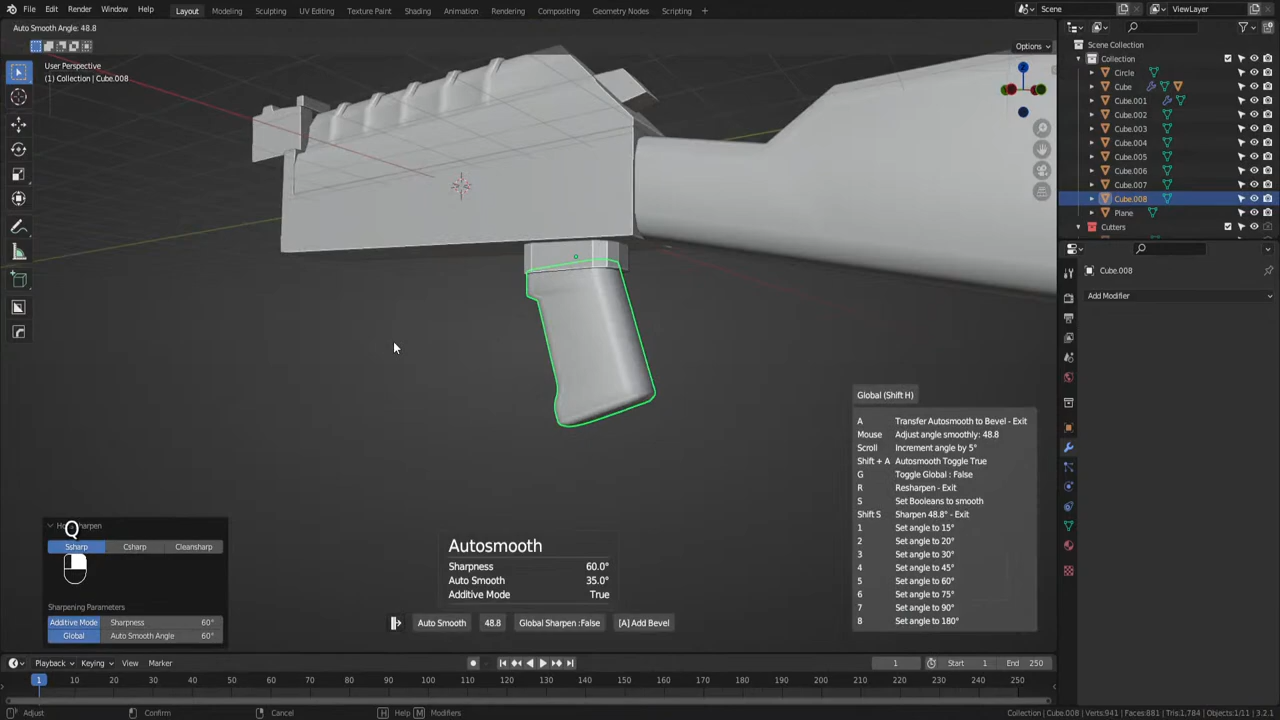 File Edit Render Window Help
Layout Modeling Sculpting UV Editing Texture Paint Shading Animation Rendering Compositing Geometry Nodes Scripting +
Scene
ViewLayer
Auto Smooth Angle: 48.8
Options
User Perspective
(1) Collection | Cube.008
Scene Collection
Collection
Circle
Cube
Cube.001
Cube.002
Cube.003
Cube.004
Cube.005
Cube.006
Cube.007
Cube.008
Plane
Cutters
Cube.008
Add Modifier
Global (Shift H)
A Transfer Autosmooth to Bevel - Exit
Mouse Adjust angle smoothly: 48.8
Scroll Increment angle by 5°
Shift + A Autosmooth Toggle True
G Toggle Global : False
R Resharpen - Exit
S Set Booleans to smooth
Shift S Sharpen 48.8° - Exit
1 Set angle to 15°
2 Set angle to 20°
3 Set angle to 30°
4 Set angle to 45°
5 Set angle to 60°
6 Set angle to 75°
7 Set angle to 90°
8 Set angle to 180°
Q
Ssharp Csharp Cleansharp
Sharpening Parameters
Additive Mode Sharpness 60°
Global Auto Smooth Angle 60°
Autosmooth
Sharpness 60.0°
Auto Smooth 35.0°
Additive Mode True
Auto Smooth 48.8 Global Sharpen :False [A] Add Bevel
Playback Keying View Marker
1 Start 1 End 250
1 10 20 30 40 50 60 70 80 90 100 110 120 130 140 150 160 170 180 190 200 210 220 230 240 250
Adjust Confirm Cancel H Help M Modifiers
Collection | Cube.008 | Verts:941 | Faces:881 | Tris:1.784 | Objects:1/11 | 3.2.1